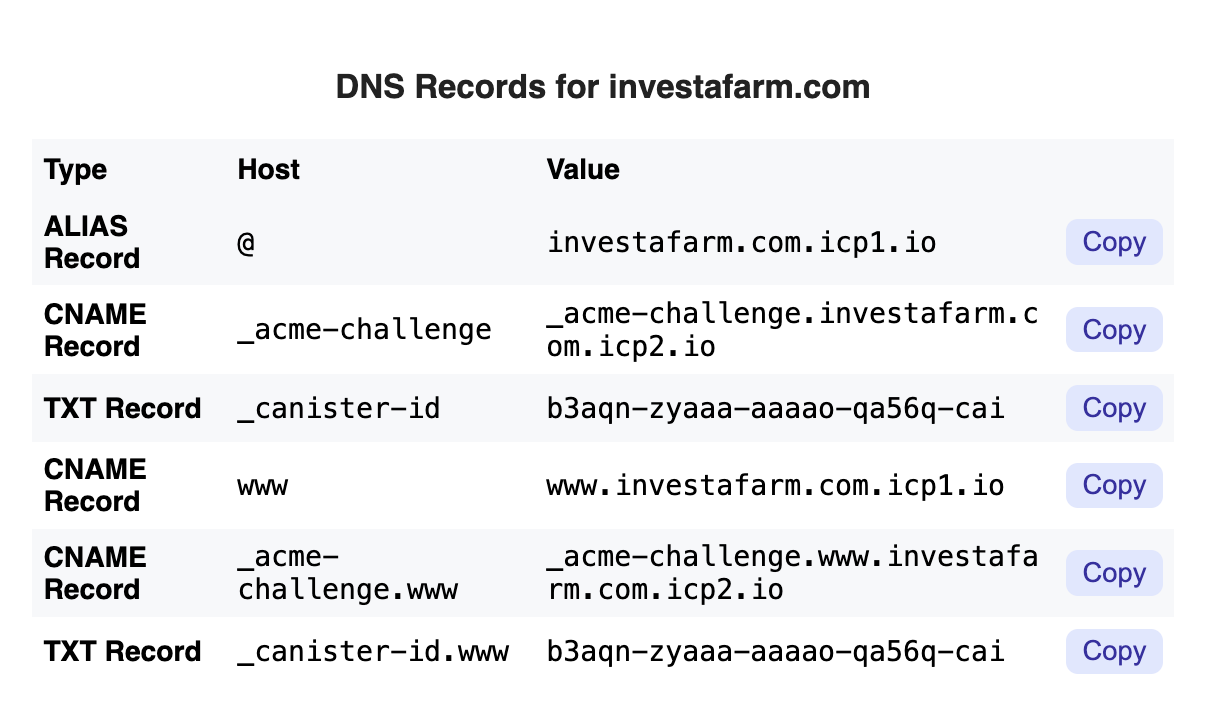 DNS Records for investafarm.com
Type Host Value
ALIAS
Record
@
investafarm.com.icp1.io
Copy
CNAME
Record
_acme-challenge
_acme-challenge.investafarm.c
om.icp2.io
Copy
TXT Record
_canister-id
b3aqn-zyaaa-aaaao-qa56q-cai
Copy
CNAME
Record
www
www.investafarm.com.icp1.io
Copy
CNAME
Record
_acme-
challenge.www
_acme-challenge.www.investafa
rm.com.icp2.io
Copy
TXT Record
_canister-id.www
b3aqn-zyaaa-aaaao-qa56q-cai
Copy